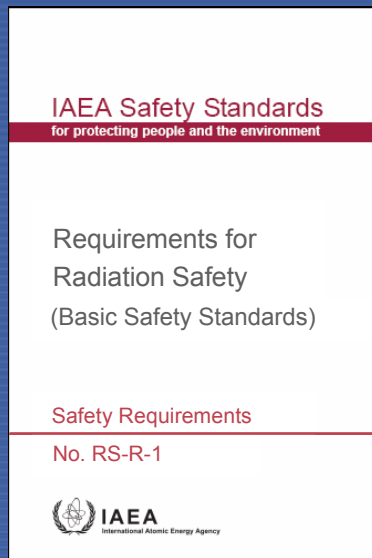 IAEA Safety Standards
for protecting people and the environment
Requirements for
Radiation Safety
(Basic Safety Standards)
Safety Requirements
No. RS-R-1
IAEA
International Atomic Energy Agency